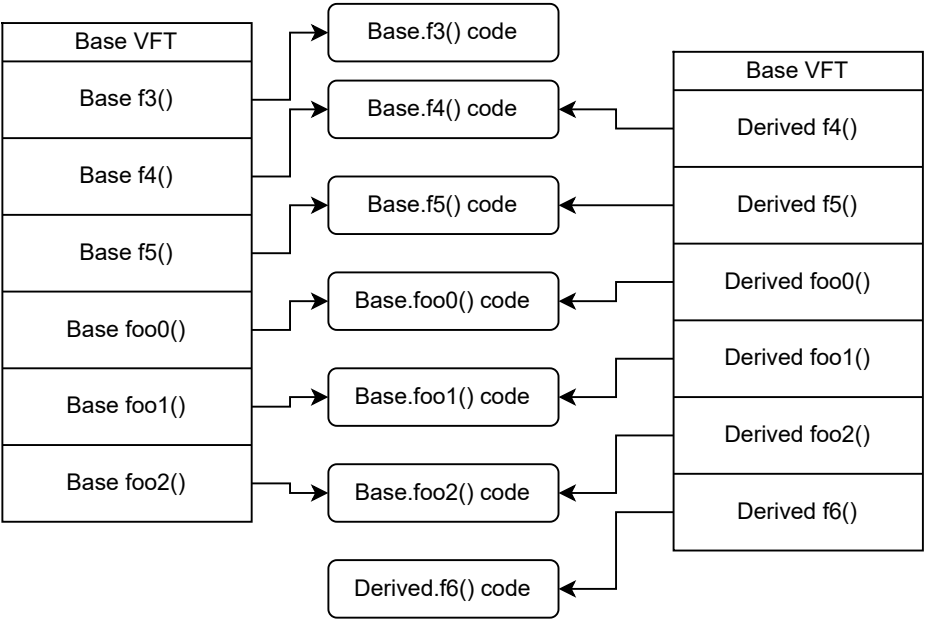 Base VFT
Base f3()
Base f4()
Base f5()
Base foo0()
Base foo1()
Base foo2()
Base.f3() code
Base.f4() code
Base.f5() code
Base.foo0() code
Base.foo1() code
Base.foo2() code
Derived.f6() code
Base VFT
Derived f4()
Derived f5()
Derived foo0()
Derived foo1()
Derived foo2()
Derived f6()